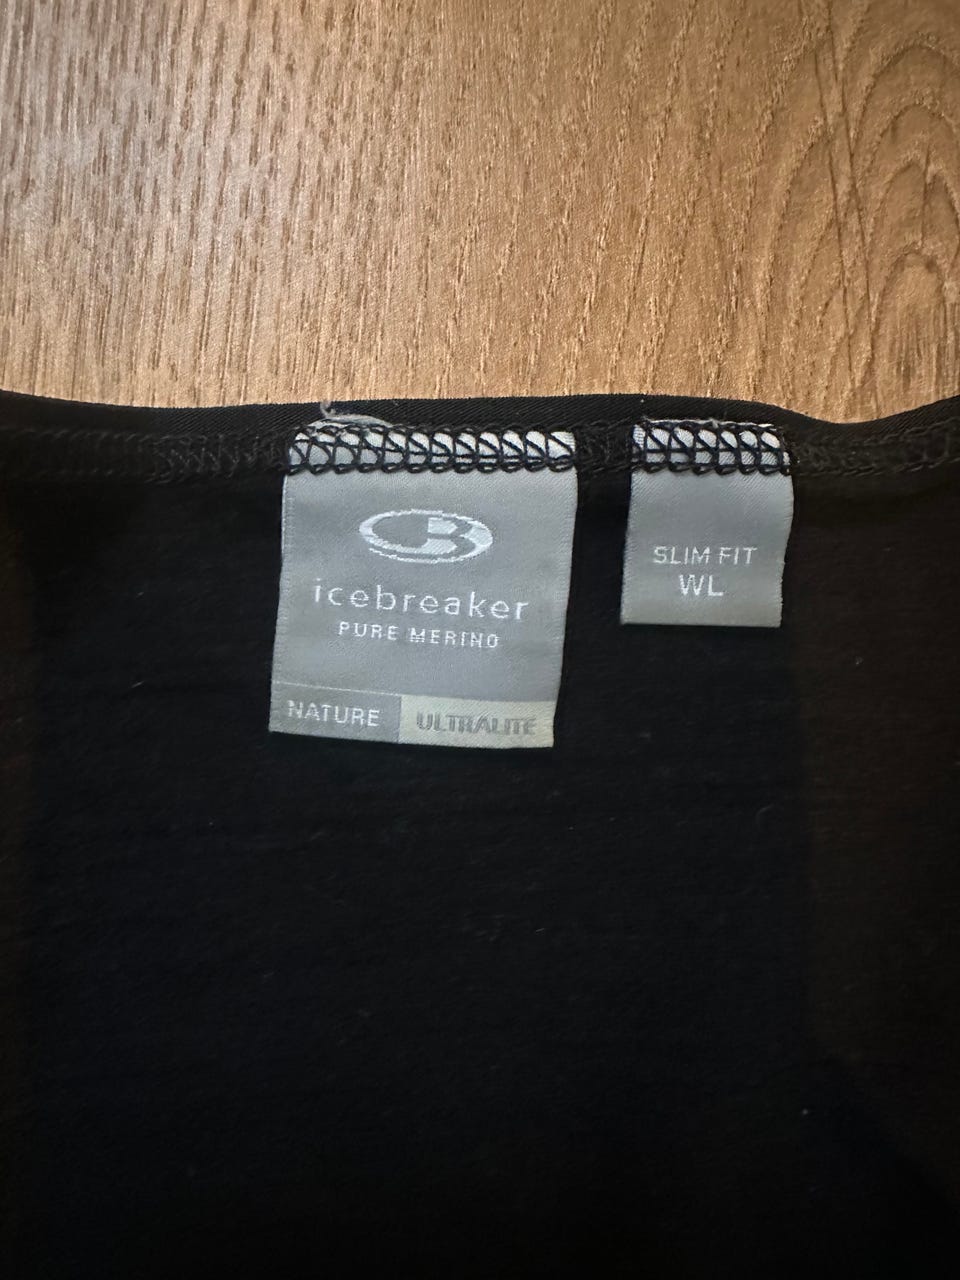 icebreaker
PURE MERINO
NATURE ULTRALITE
SLIM FIT
WL